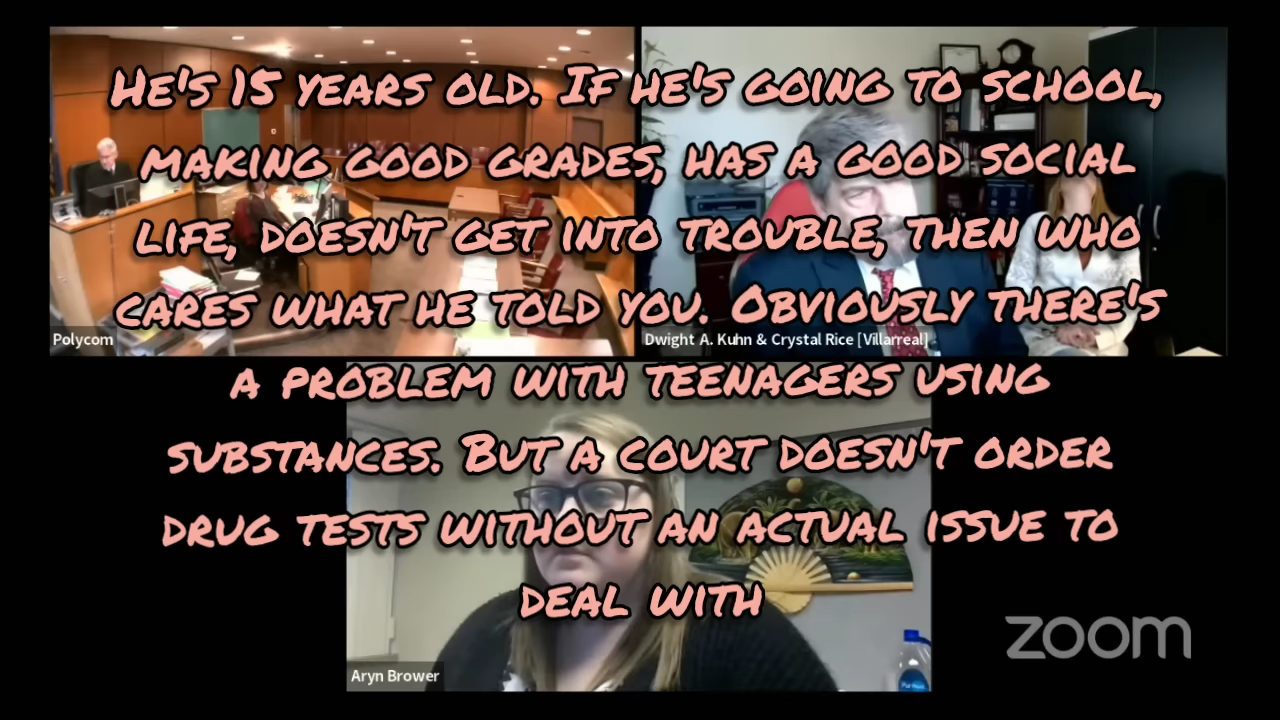 He's 15 years old. If he's going to school,
making good grades, has a good social
life, doesn't get into trouble, then who
cares what he told you. Obviously there's
Polycom
Dwight A. Kuhn & Crystal Rice [Villarreal]
a problem with teenagers using
substances. But a court doesn't order
drug tests without an actual issue to
deal with
zoom
Aryn Brower